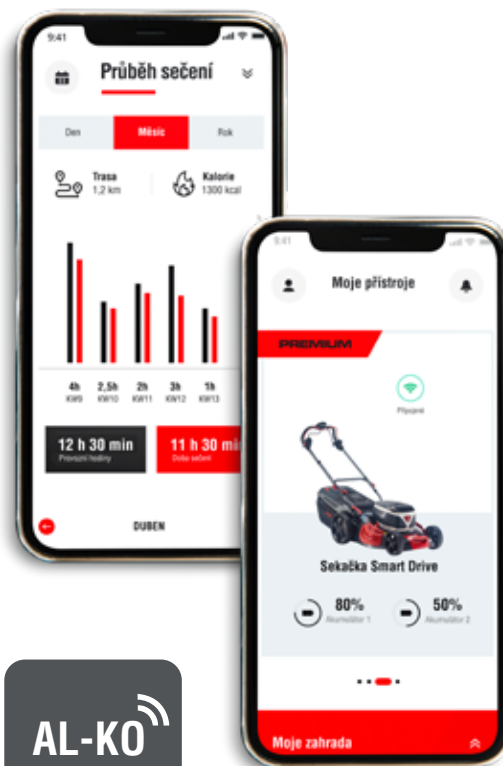 9:41
Průběh sečení
Den
Měsíc
Rok
Trasa
1,2 km
Kalorie
1300 kcal
4h
2,5h
2h
3h
1h
KW9
KW10
KW11
KW12
KW13
12 h 30 min
Provozní hodiny
11 h 30 min
Doba sečení
DUBEN
9:41
Moje přístroje
PREMIUM
Připojené
Sekačka Smart Drive
80%
Akumulátor 1
50%
Akumulátor 2
Moje zahrada
AL-KO